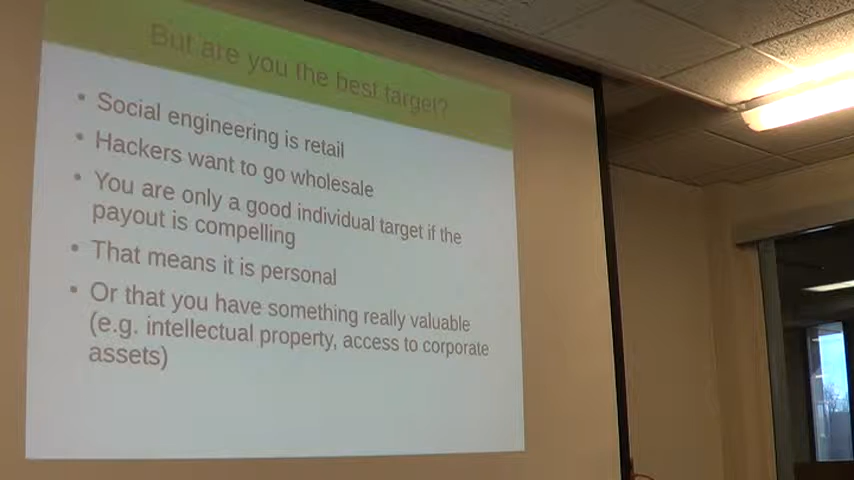 But are you the best target?
• Social engineering is retail
• Hackers want to go wholesale
• You are only a good individual target if the
payout is compelling
• That means it is personal
• Or that you have something really valuable
(e.g. intellectual property, access to corporate
assets)